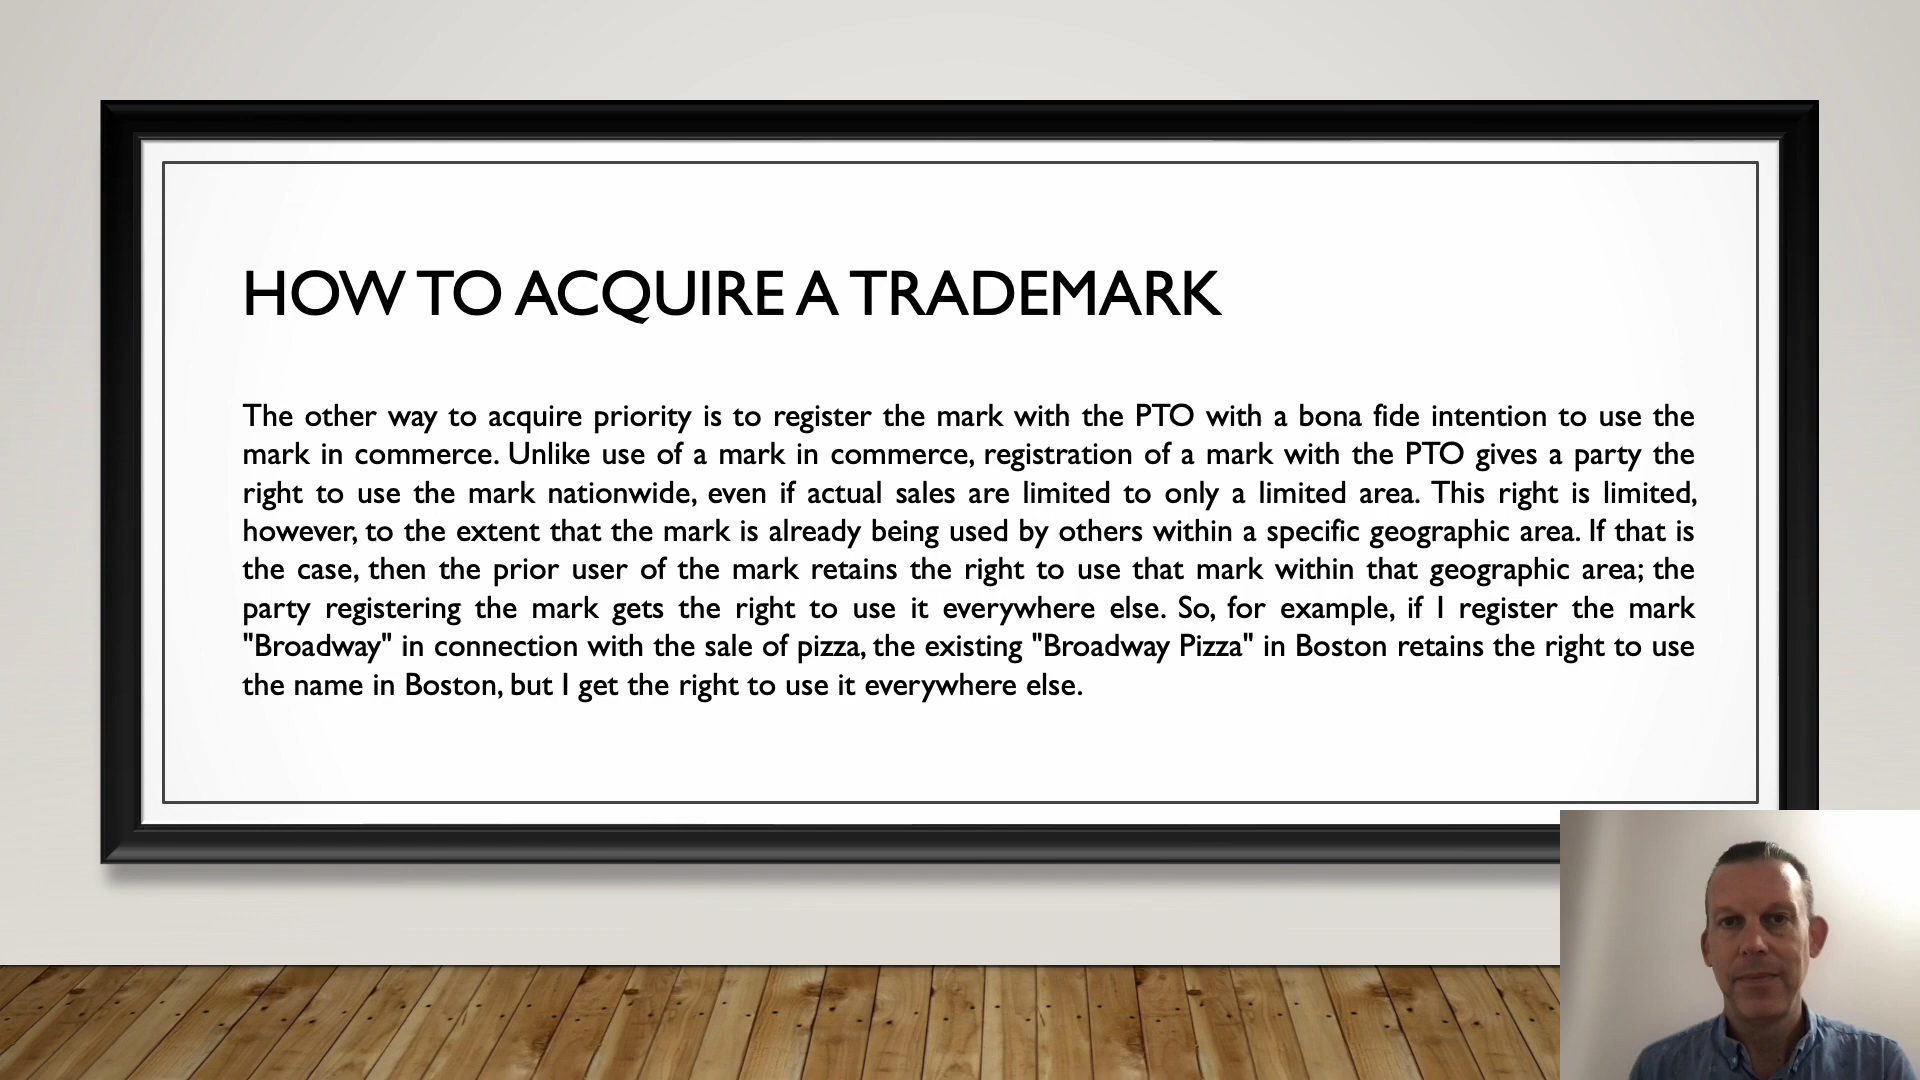 HOW TO ACQUIRE A TRADEMARK
The other way to acquire priority is to register the mark with the PTO with a bona fide intention to use the
mark in commerce. Unlike use of a mark in commerce, registration of a mark with the PTO gives a party the
right to use the mark nationwide, even if actual sales are limited to only a limited area. This right is limited,
however, to the extent that the mark is already being used by others within a specific geographic area. If that is
the case, then the prior user of the mark retains the right to use that mark within that geographic area; the
party registering the mark gets the right to use it everywhere else. So, for example, if I register the mark
"Broadway" in connection with the sale of pizza, the existing "Broadway Pizza" in Boston retains the right to use
the name in Boston, but I get the right to use it everywhere else.